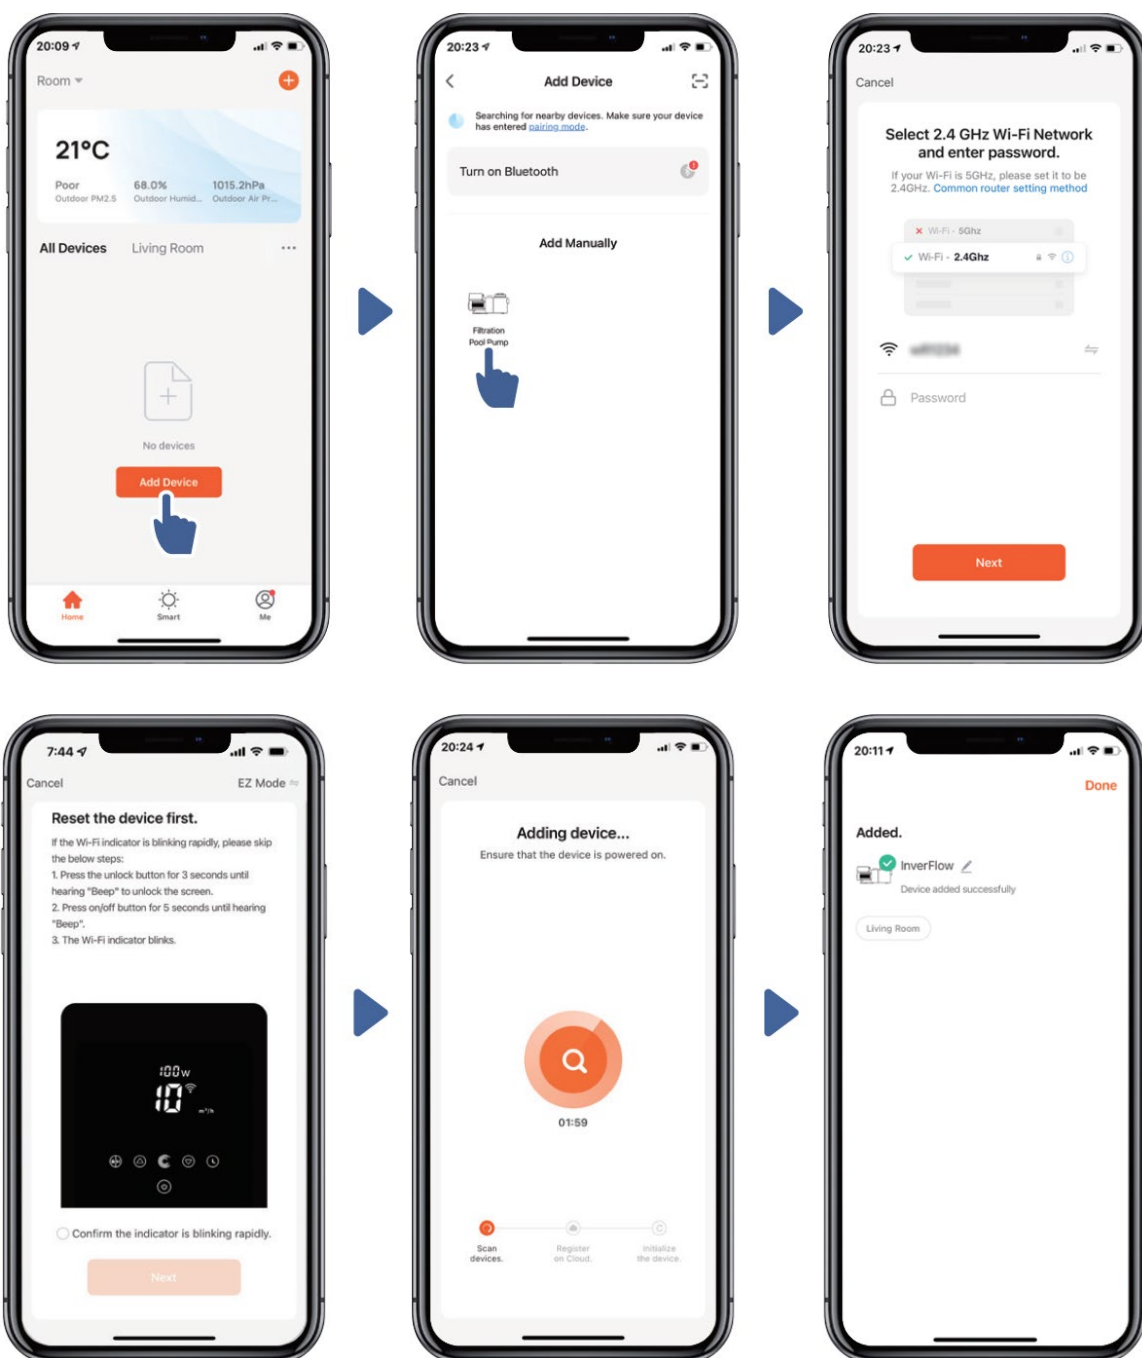 20:09
Room
21°C
Poor
Outdoor PM2.5
68.0%
Outdoor Humid...
1015.2hPa
Outdoor Air Pr...
All Devices
Living Room
...
No devices
Add Device
Home
Smart
Me
20:23
Add Device
Searching for nearby devices. Make sure your device
has entered pairing mode.
Turn on Bluetooth
Add Manually
Filtration
Pool Pump
20:23
Cancel
Select 2.4 GHz Wi-Fi Network
and enter password.
If your Wi-Fi is 5GHz, please set it to be
2.4GHz. Common router setting method
Wi-Fi - 5Ghz
Wi-Fi - 2.4Ghz
Password
Next
7:44
Cancel
EZ Mode
Reset the device first.
If the Wi-Fi indicator is blinking rapidly, please skip
the below steps:
1. Press the unlock button for 3 seconds until
hearing "Beep" to unlock the screen.
2. Press on/off button for 5 seconds until hearing
"Beep".
3. The Wi-Fi indicator blinks.
100w
10
m³/h
Confirm the indicator is blinking rapidly.
Next
20:24
Cancel
Adding device...
Ensure that the device is powered on.
01:59
Scan
devices.
Register
on Cloud.
Initialize
the device.
20:11
Done
Added.
InverFlow
Device added successfully
Living Room